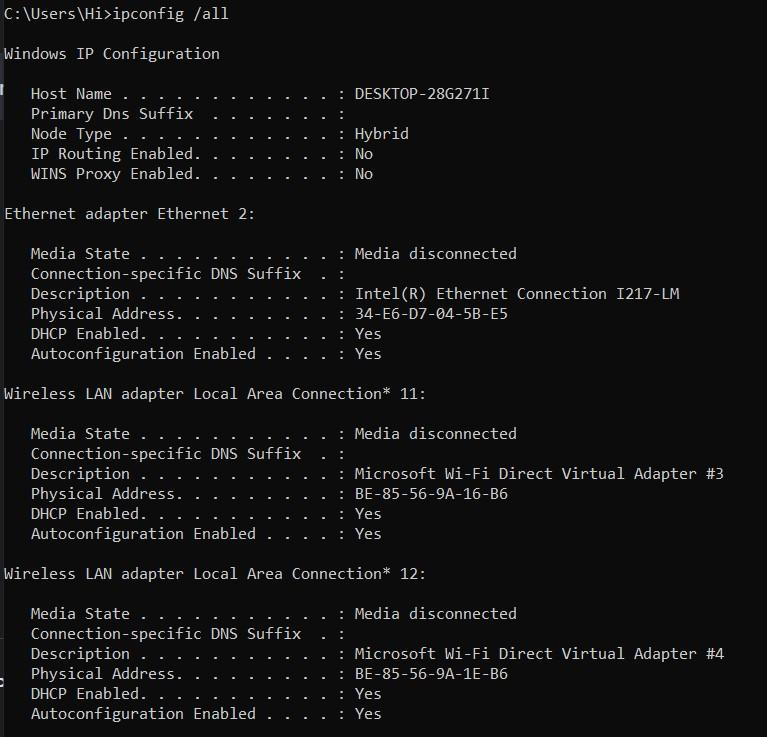 C:\Users\Hi>ipconfig /all
Windows IP Configuration
Host Name . . . . . . . . . . . . : DESKTOP-28G271I
Primary Dns Suffix  . . . . . . . :
Node Type . . . . . . . . . . . . : Hybrid
IP Routing Enabled. . . . . . . . : No
WINS Proxy Enabled. . . . . . . . : No
Ethernet adapter Ethernet 2:
Media State . . . . . . . . . . . : Media disconnected
Connection-specific DNS Suffix  . :
Description . . . . . . . . . . . : Intel(R) Ethernet Connection I217-LM
Physical Address. . . . . . . . . : 34-E6-D7-04-5B-E5
DHCP Enabled. . . . . . . . . . . : Yes
Autoconfiguration Enabled . . . . : Yes
Wireless LAN adapter Local Area Connection* 11:
Media State . . . . . . . . . . . : Media disconnected
Connection-specific DNS Suffix  . :
Description . . . . . . . . . . . : Microsoft Wi-Fi Direct Virtual Adapter #3
Physical Address. . . . . . . . . : BE-85-56-9A-16-B6
DHCP Enabled. . . . . . . . . . . : Yes
Autoconfiguration Enabled . . . . : Yes
Wireless LAN adapter Local Area Connection* 12:
Media State . . . . . . . . . . . : Media disconnected
Connection-specific DNS Suffix  . :
Description . . . . . . . . . . . : Microsoft Wi-Fi Direct Virtual Adapter #4
Physical Address. . . . . . . . . : BE-85-56-9A-1E-B6
DHCP Enabled. . . . . . . . . . . : Yes
Autoconfiguration Enabled . . . . : Yes